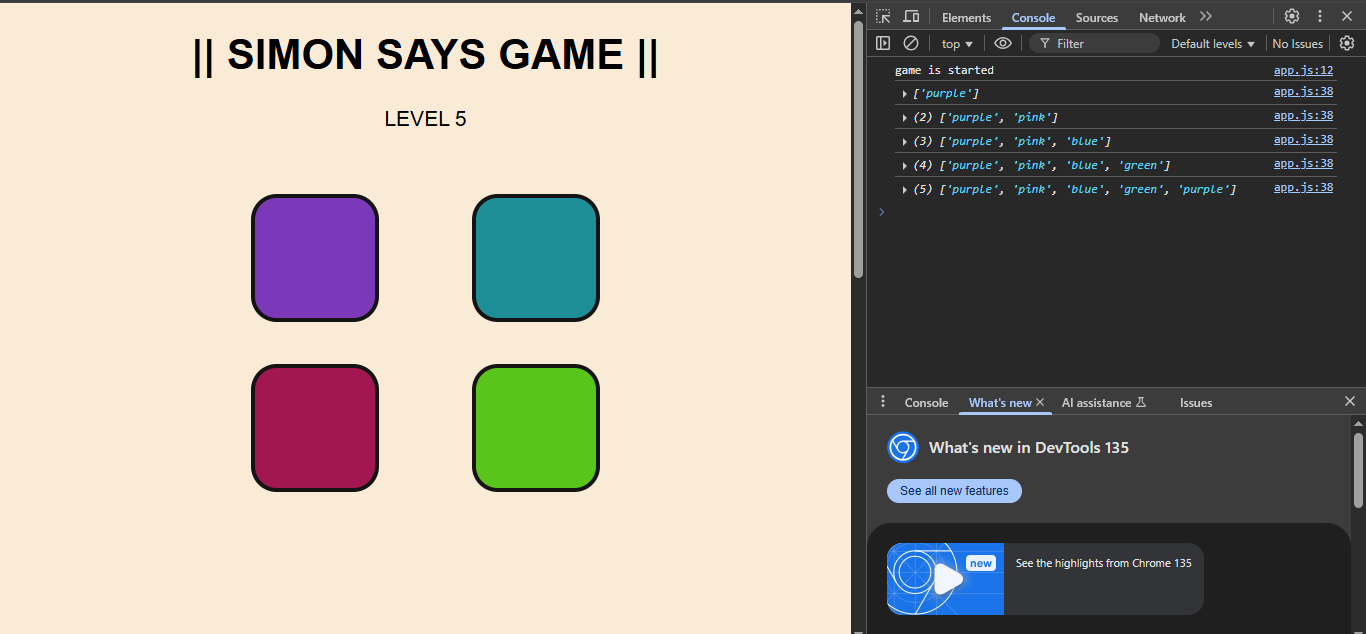 || SIMON SAYS GAME ||
LEVEL 5
Elements Console Sources Network
top Filter Default levels No Issues
game is started app.js:12
['purple'] app.js:38
(2) ['purple', 'pink'] app.js:38
(3) ['purple', 'pink', 'blue'] app.js:38
(4) ['purple', 'pink', 'blue', 'green'] app.js:38
(5) ['purple', 'pink', 'blue', 'green', 'purple'] app.js:38
Console What's new AI assistance Issues
What's new in DevTools 135
See all new features
new
See the highlights from Chrome 135